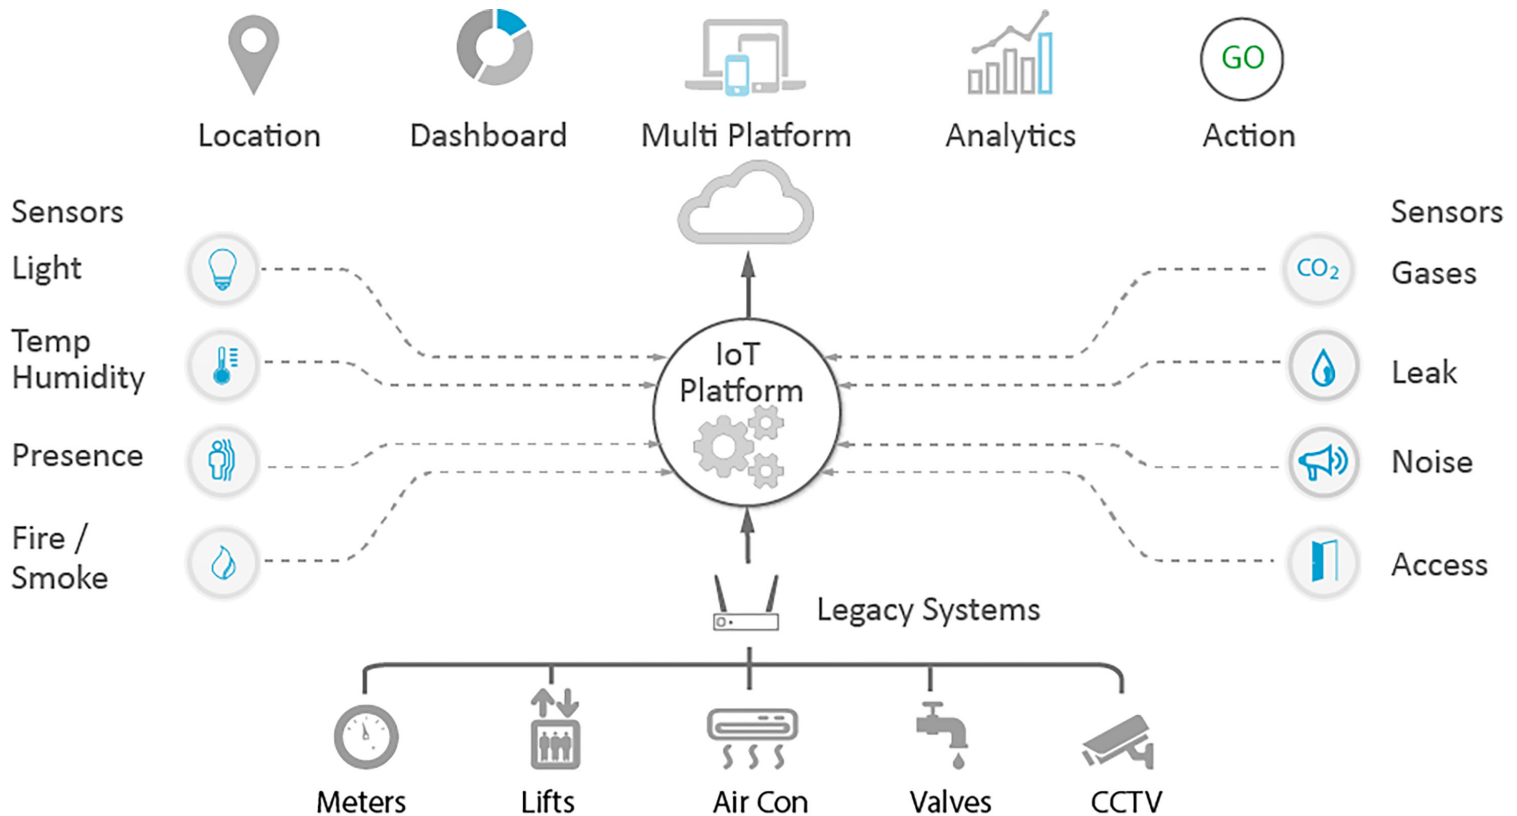 GO
Location
Dashboard
Multi Platform
Analytics
Action
Sensors
Light
Temp
Humidity
Presence
Fire /
Smoke
IoT
Platform
Sensors
CO₂
Gases
Leak
Noise
Access
Legacy Systems
Meters
Lifts
Air Con
Valves
CCTV